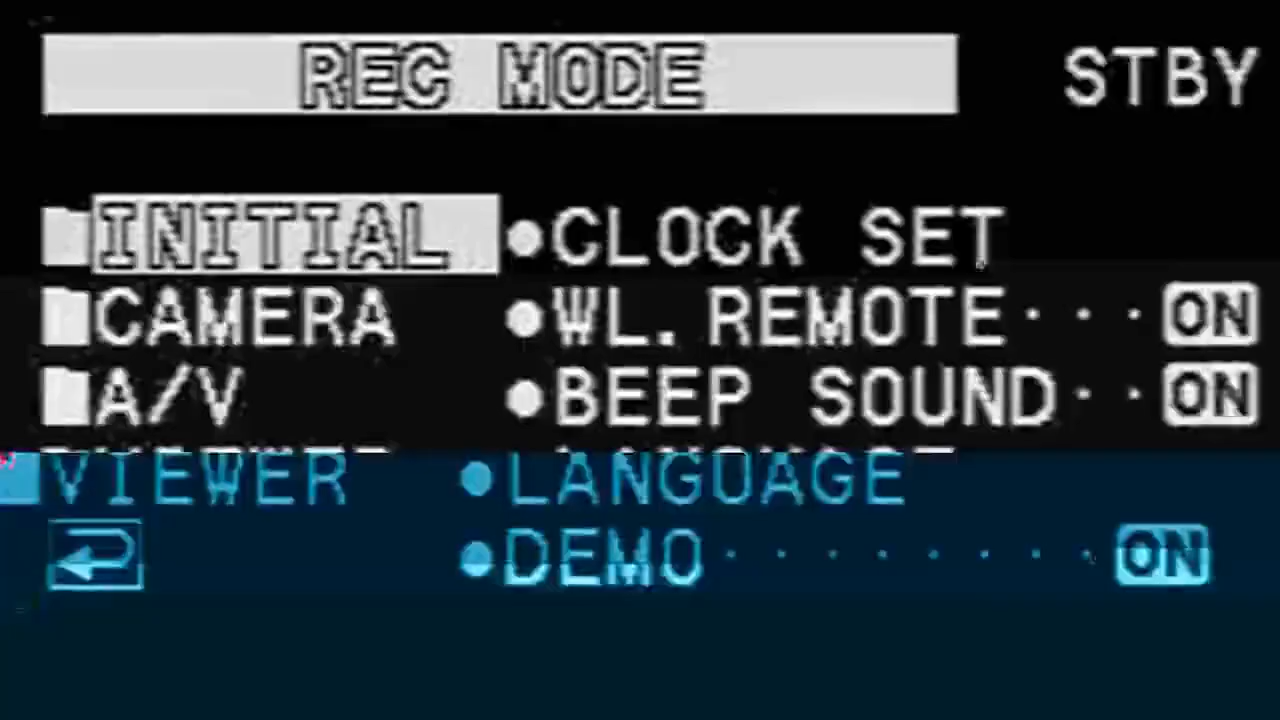 REC MODE STBY
INITIAL ●CLOCK SET
CAMERA ●WL. REMOTE・・・ON
A/V ●BEEP SOUND・・ON
VIEWER ●LANGUAGE
●DEMO・・・・・・・・ON